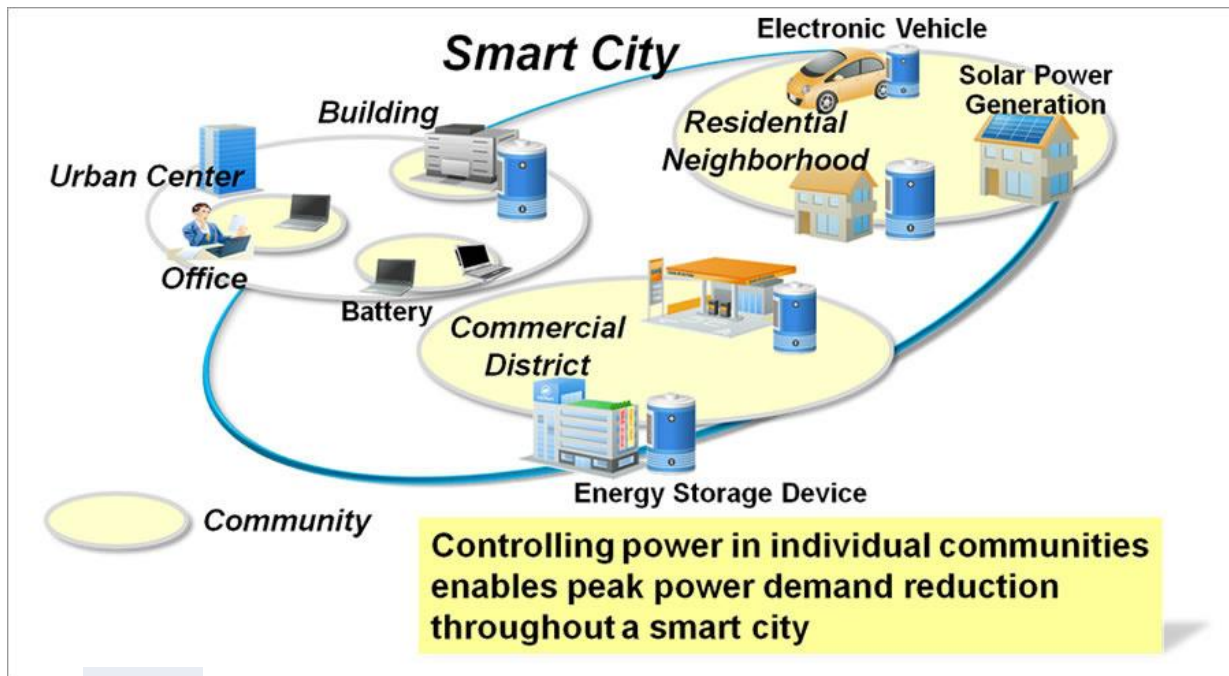 Smart City
Electronic Vehicle
Solar Power
Generation
Building
Residential
Neighborhood
Urban Center
Office
Battery
Commercial
District
Energy Storage Device
Community
Controlling power in individual communities
enables peak power demand reduction
throughout a smart city